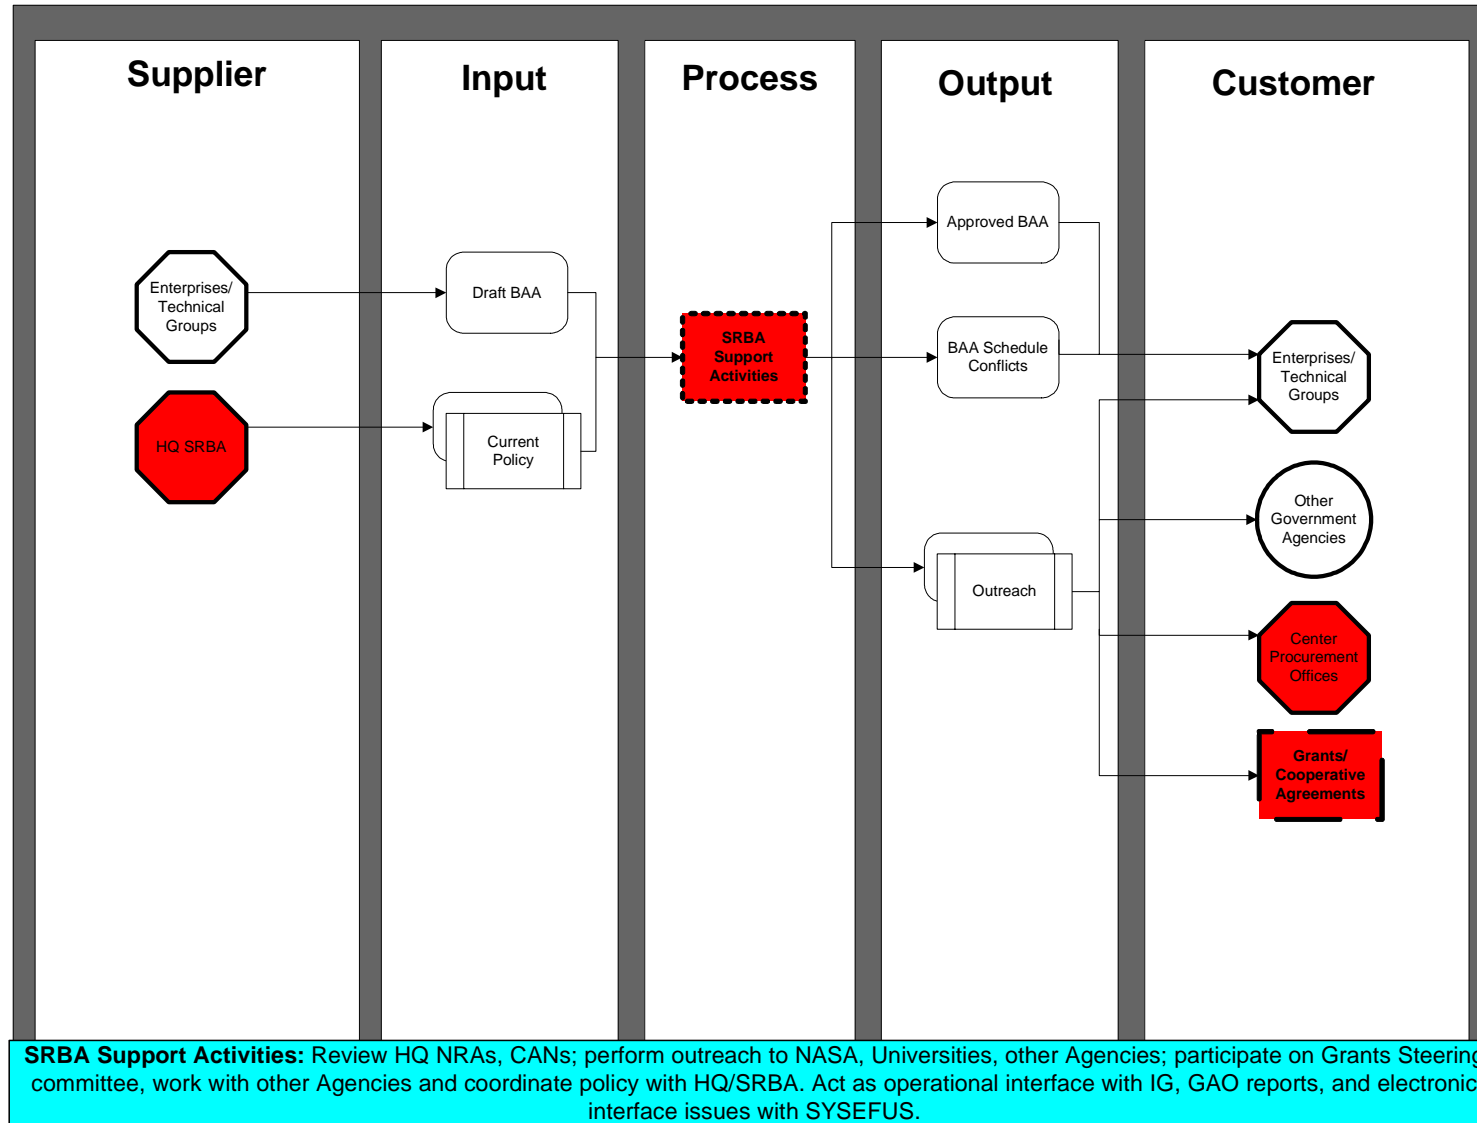 Supplier
Input
Process
Output
Customer
Enterprises/
Technical
Groups
HQ SRBA
Draft BAA
Current
Policy
SRBA
Support
Activities
Approved BAA
BAA Schedule
Conflicts
Outreach
Enterprises/
Technical
Groups
Other
Government
Agencies
Center
Procurement
Offices
Grants/
Cooperative
Agreements
SRBA Support Activities: Review HQ NRAs, CANs; perform outreach to NASA, Universities, other Agencies; participate on Grants Steering
committee, work with other Agencies and coordinate policy with HQ/SRBA. Act as operational interface with IG, GAO reports, and electronic
interface issues with SYSEFUS.